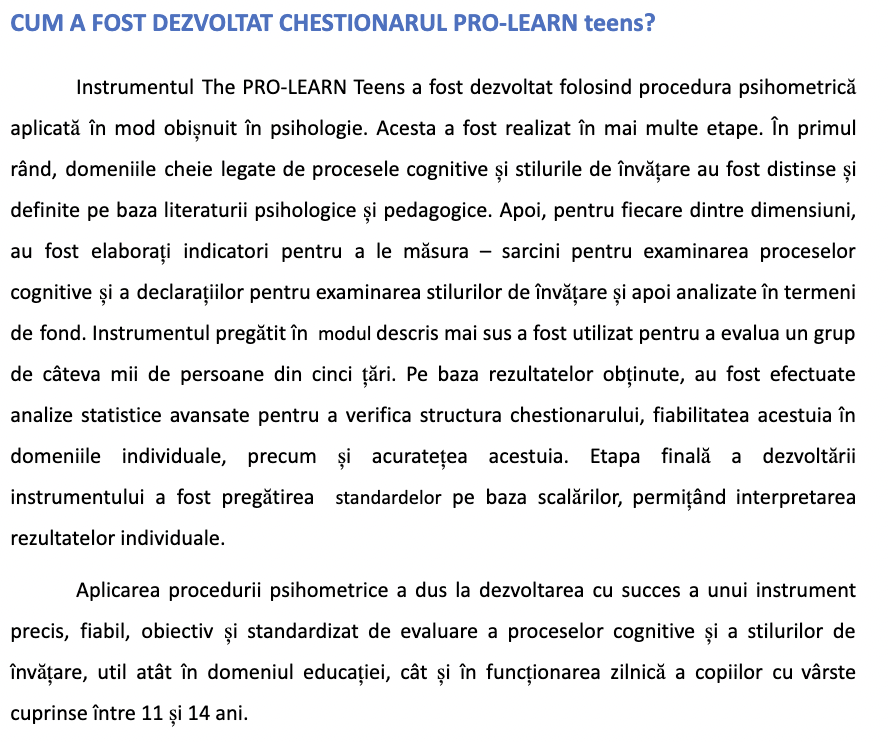 CUM A FOST DEZVOLTAT CHESTIONARUL PRO-LEARN teens?
Instrumentul The PRO-LEARN Teens a fost dezvoltat folosind procedura psihometrică
aplicată în mod obișnuit în psihologie. Acesta a fost realizat în mai multe etape. În primul
rând, domeniile cheie legate de procesele cognitive și stilurile de învățare au fost distinse și
definite pe baza literaturii psihologice și pedagogice. Apoi, pentru fiecare dintre dimensiuni,
au fost elaborați indicatori pentru a le măsura – sarcini pentru examinarea proceselor
cognitive și a declarațiilor pentru examinarea stilurilor de învățare și apoi analizate în termeni
de fond. Instrumentul pregătit în modul descris mai sus a fost utilizat pentru a evalua un grup
de câteva mii de persoane din cinci țări. Pe baza rezultatelor obținute, au fost efectuate
analize statistice avansate pentru a verifica structura chestionarului, fiabilitatea acestuia în
domeniile individuale, precum și acuratețea acestuia. Etapa finală a dezvoltării
instrumentului a fost pregătirea standardelor pe baza scalărilor, permițând interpretarea
rezultatelor individuale.
Aplicarea procedurii psihometrice a dus la dezvoltarea cu succes a unui instrument
precis, fiabil, obiectiv și standardizat de evaluare a proceselor cognitive și a stilurilor de
învățare, util atât în domeniul educației, cât și în funcționarea zilnică a copiilor cu vârste
cuprinse între 11 și 14 ani.